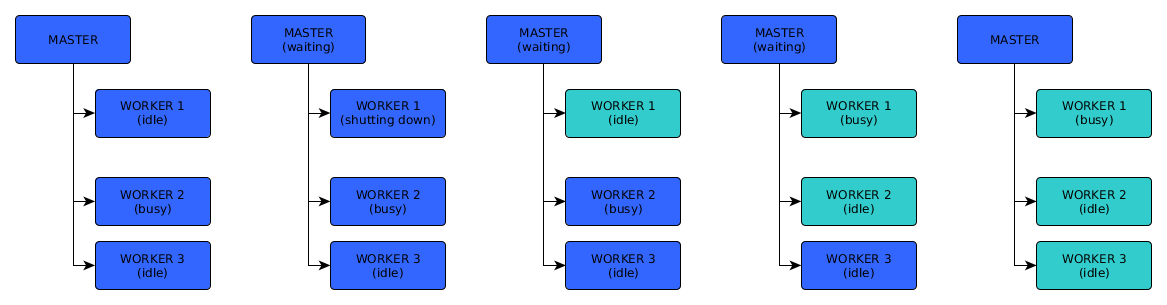 MASTER
WORKER 1
(idle)
WORKER 2
(busy)
WORKER 3
(idle)
MASTER
(waiting)
WORKER 1
(shutting down)
WORKER 2
(busy)
WORKER 3
(idle)
MASTER
(waiting)
WORKER 1
(idle)
WORKER 2
(busy)
WORKER 3
(idle)
MASTER
(waiting)
WORKER 1
(busy)
WORKER 2
(idle)
WORKER 3
(idle)
MASTER
WORKER 1
(busy)
WORKER 2
(idle)
WORKER 3
(idle)